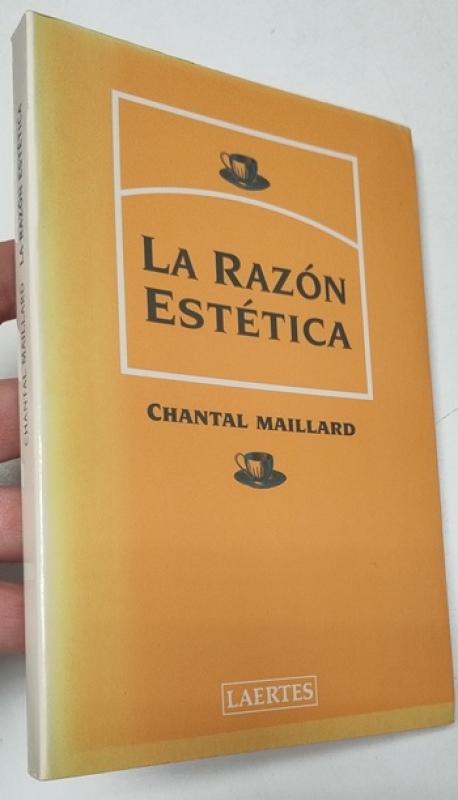 LA RAZÓN
ESTÉTICA
CHANTAL MAILLARD
LAERTES
CHANTAL MAILLARD LA RAZÓN ESTÉTICA